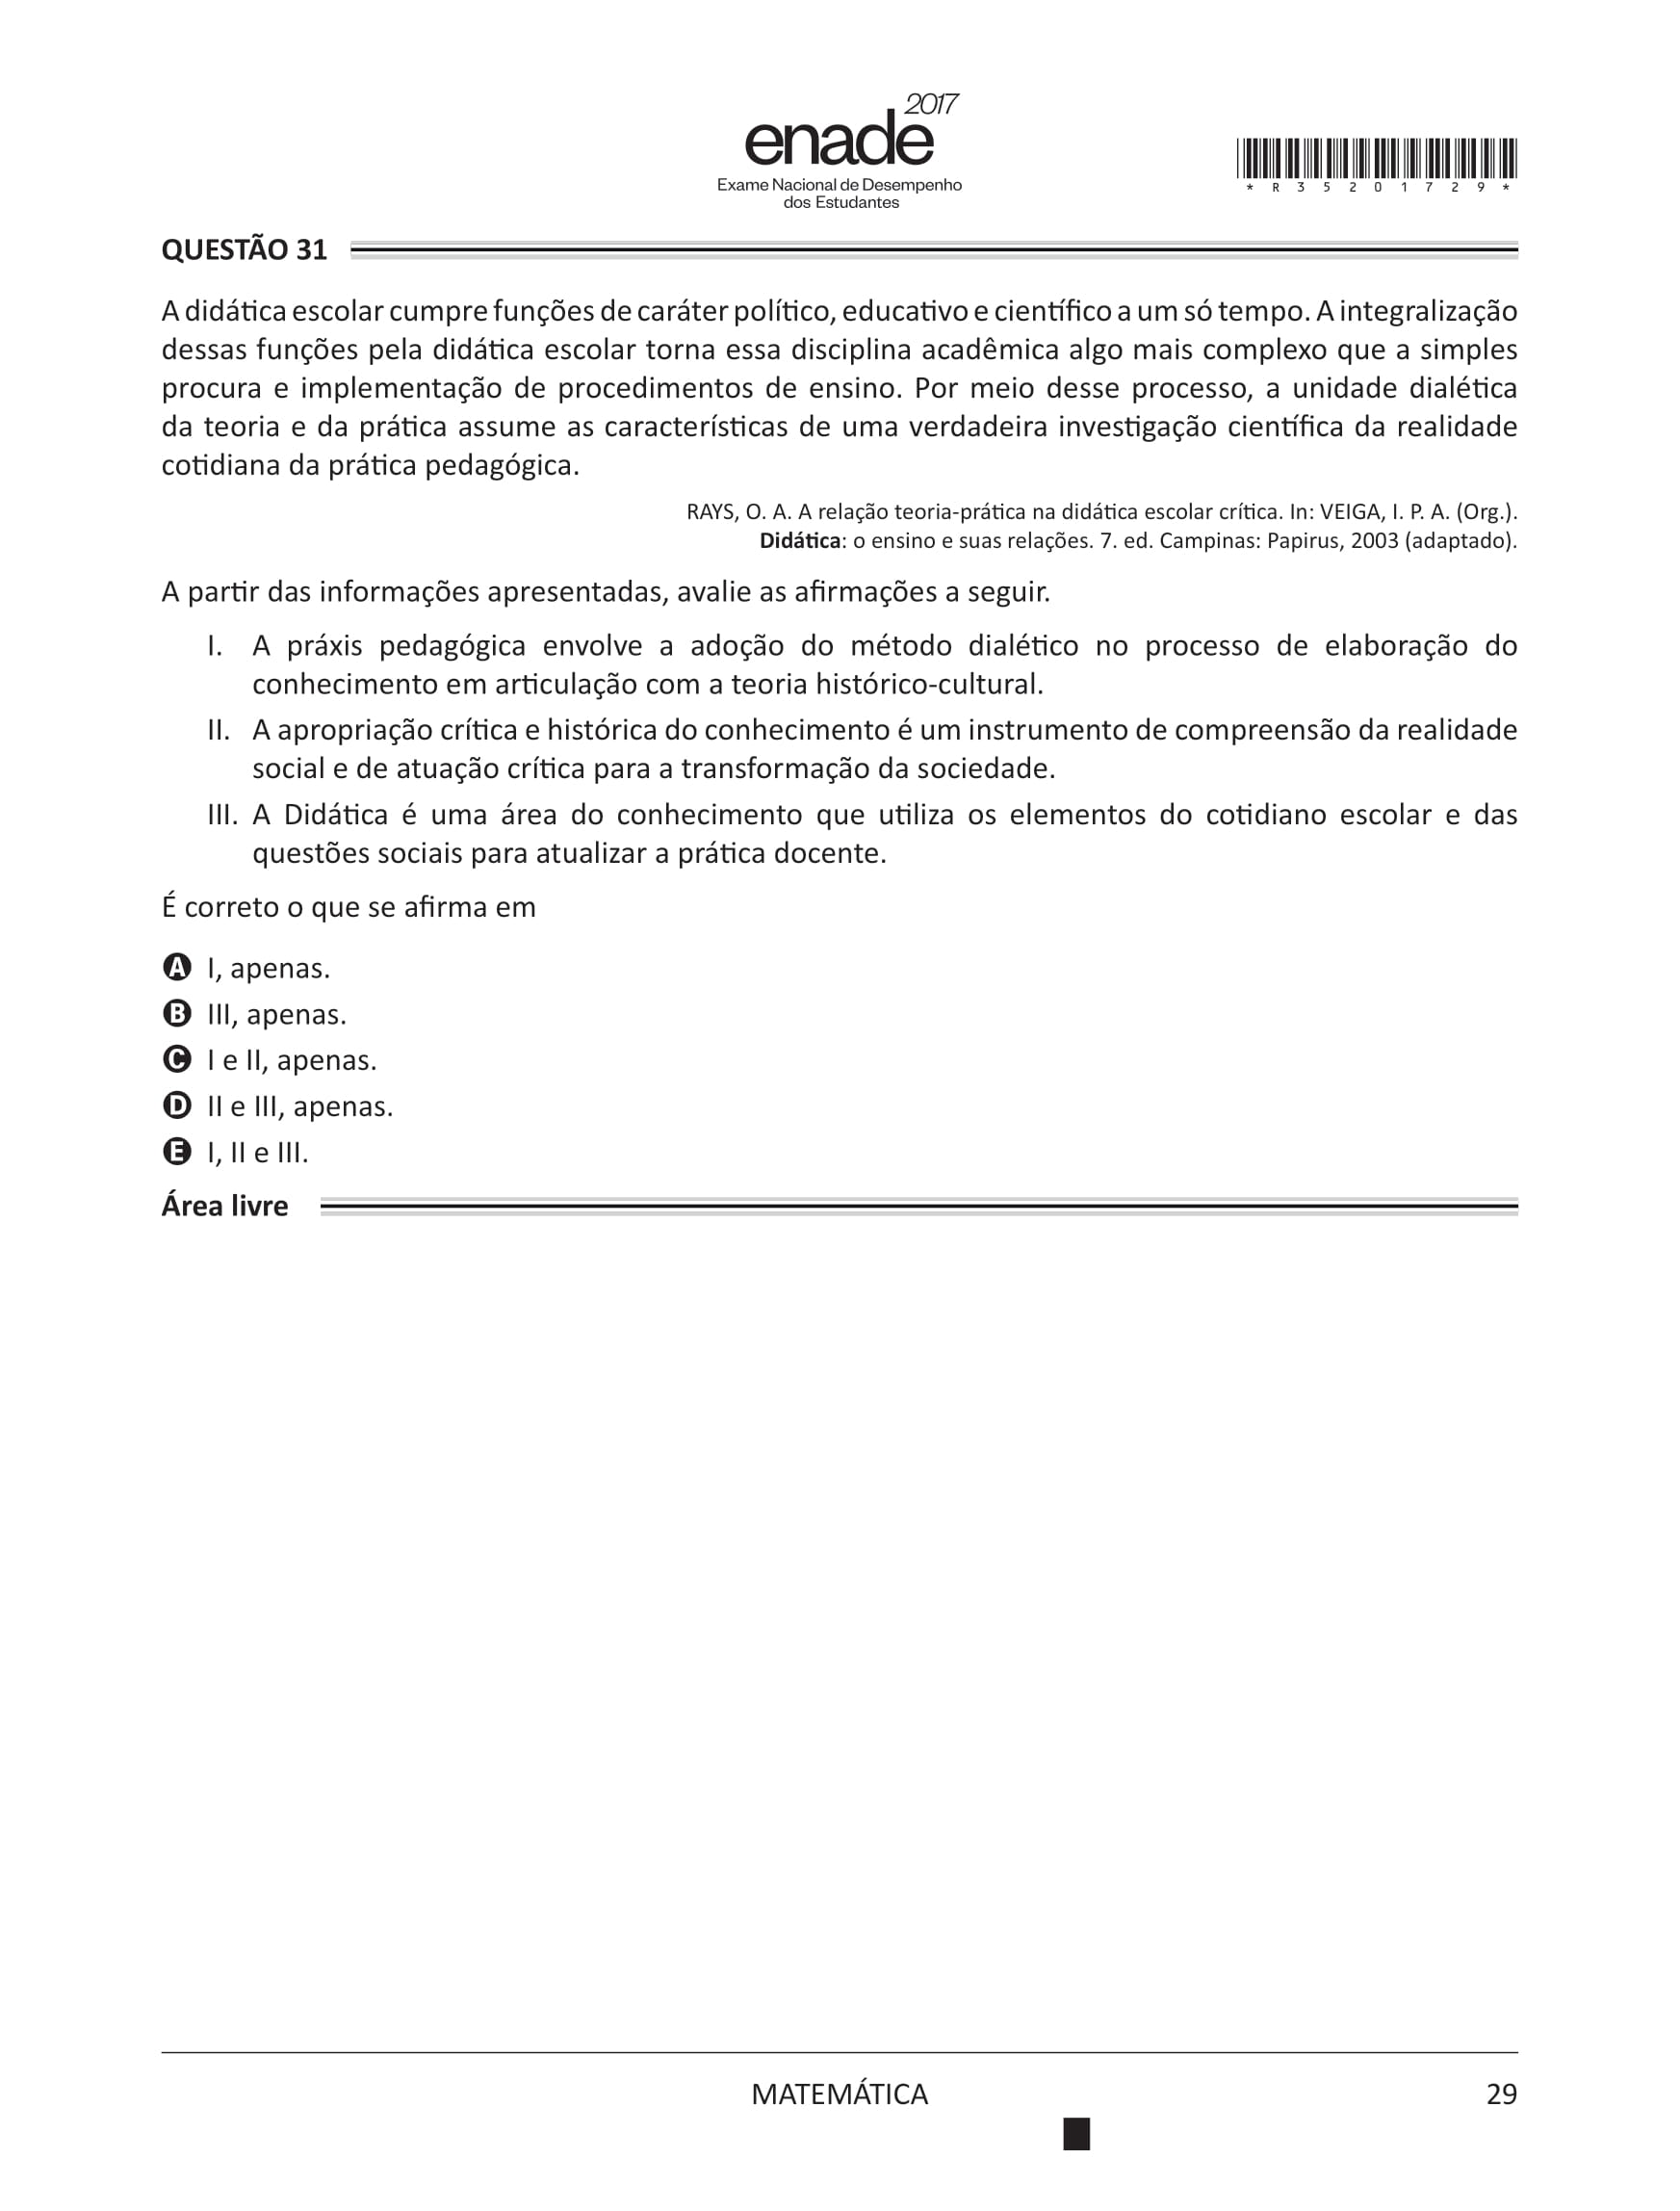 2017
enade
Exame Nacional de Desempenho
dos Estudantes
* R 3 5 2 0 1 7 2 9 *
QUESTÃO 31
A didática escolar cumpre funções de caráter político, educativo e científico a um só tempo. A integralização
dessas funções pela didática escolar torna essa disciplina acadêmica algo mais complexo que a simples
procura e implementação de procedimentos de ensino. Por meio desse processo, a unidade dialética
da teoria e da prática assume as características de uma verdadeira investigação científica da realidade
cotidiana da prática pedagógica.
RAYS, O. A. A relação teoria-prática na didática escolar crítica. In: VEIGA, I. P. A. (Org.).
Didática: o ensino e suas relações. 7. ed. Campinas: Papirus, 2003 (adaptado).
A partir das informações apresentadas, avalie as afirmações a seguir.
I. A práxis pedagógica envolve a adoção do método dialético no processo de elaboração do
conhecimento em articulação com a teoria histórico-cultural.
II. A apropriação crítica e histórica do conhecimento é um instrumento de compreensão da realidade
social e de atuação crítica para a transformação da sociedade.
III. A Didática é uma área do conhecimento que utiliza os elementos do cotidiano escolar e das
questões sociais para atualizar a prática docente.
É correto o que se afirma em
A I, apenas.
B III, apenas.
C I e II, apenas.
D II e III, apenas.
E I, II e III.
Área livre
MATEMÁTICA
29